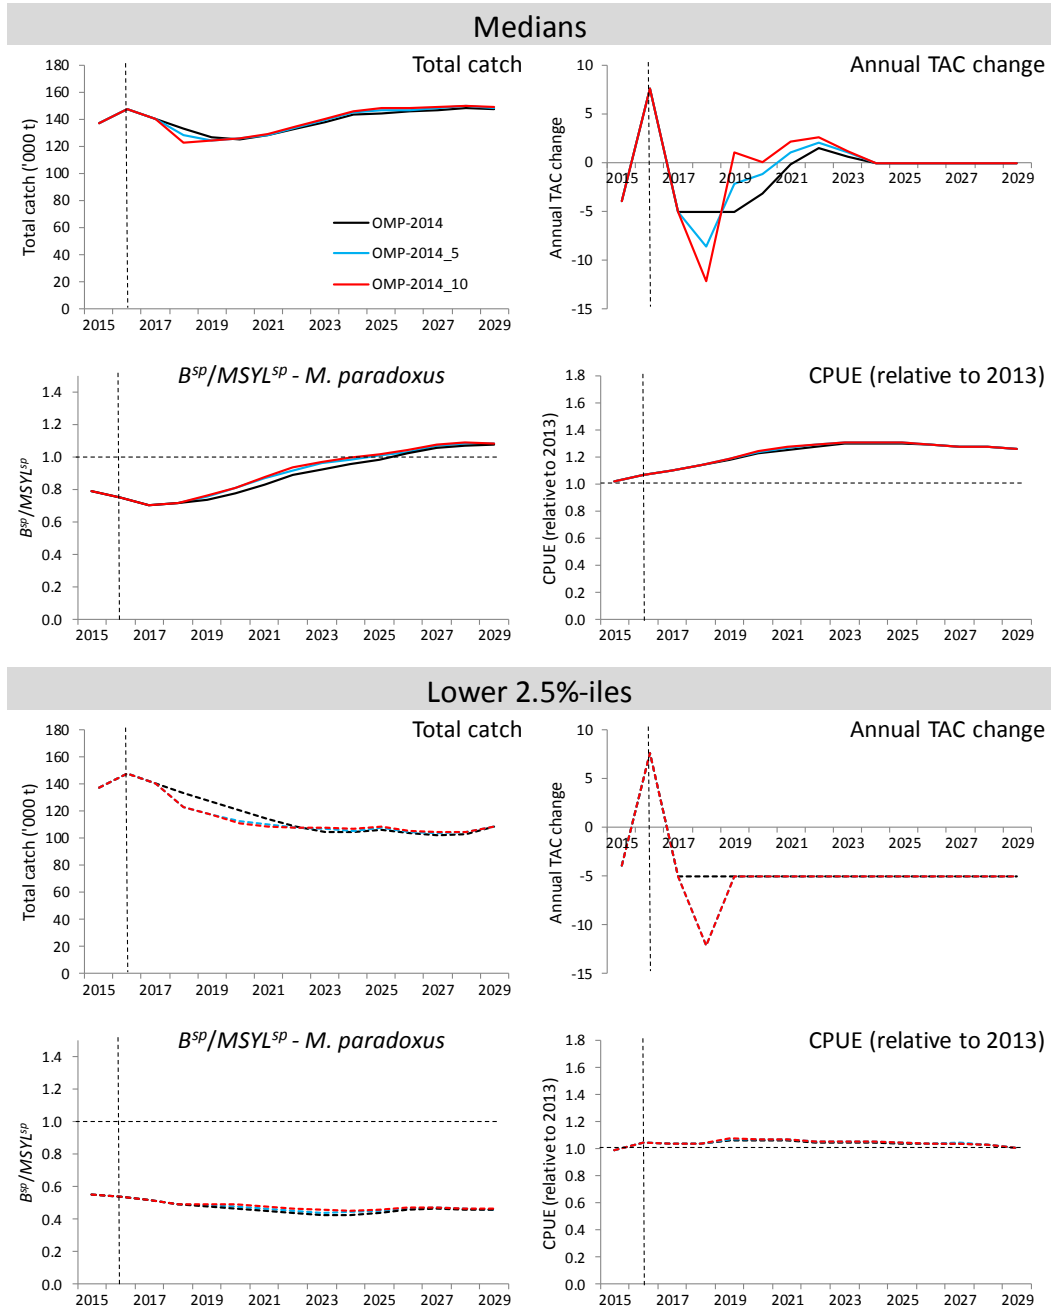 Medians
Total catch
Total catch ('000 t)
180
160
140
120
100
80
60
40
20
0
2015 2017 2019 2021 2023 2025 2027 2029
OMP-2014
OMP-2014_5
OMP-2014_10
Annual TAC change
Annual TAC change
10
5
0
-5
-10
-15
2015 2017 2019 2021 2023 2025 2027 2029
Bsp/MSYLsp - M. paradoxus
Bsp/MSYLsp
1.4
1.2
1.0
0.8
0.6
0.4
0.2
0.0
2015 2017 2019 2021 2023 2025 2027 2029
CPUE (relative to 2013)
CPUE (relative to 2013)
1.8
1.6
1.4
1.2
1.0
0.8
0.6
0.4
0.2
0.0
2015 2017 2019 2021 2023 2025 2027 2029
Lower 2.5%-iles
Total catch
Total catch ('000 t)
180
160
140
120
100
80
60
40
20
0
2015 2017 2019 2021 2023 2025 2027 2029
Annual TAC change
Annual TAC change
10
5
0
-5
-10
-15
2015 2017 2019 2021 2023 2025 2027 2029
Bsp/MSYLsp - M. paradoxus
Bsp/MSYLsp
1.4
1.2
1.0
0.8
0.6
0.4
0.2
0.0
2015 2017 2019 2021 2023 2025 2027 2029
CPUE (relative to 2013)
CPUE (relative to 2013)
1.8
1.6
1.4
1.2
1.0
0.8
0.6
0.4
0.2
0.0
2015 2017 2019 2021 2023 2025 2027 2029